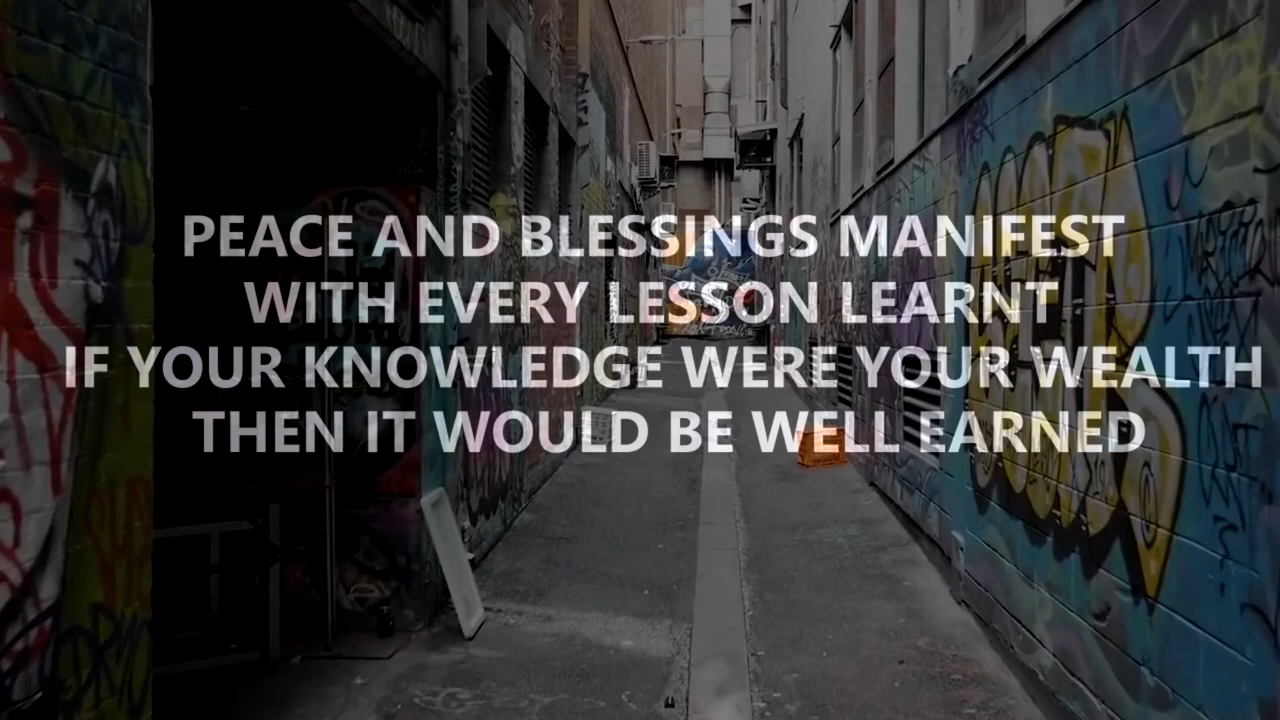 PEACE AND BLESSINGS MANIFEST
WITH EVERY LESSON LEARNT
IF YOUR KNOWLEDGE WERE YOUR WEALTH
THEN IT WOULD BE WELL EARNED